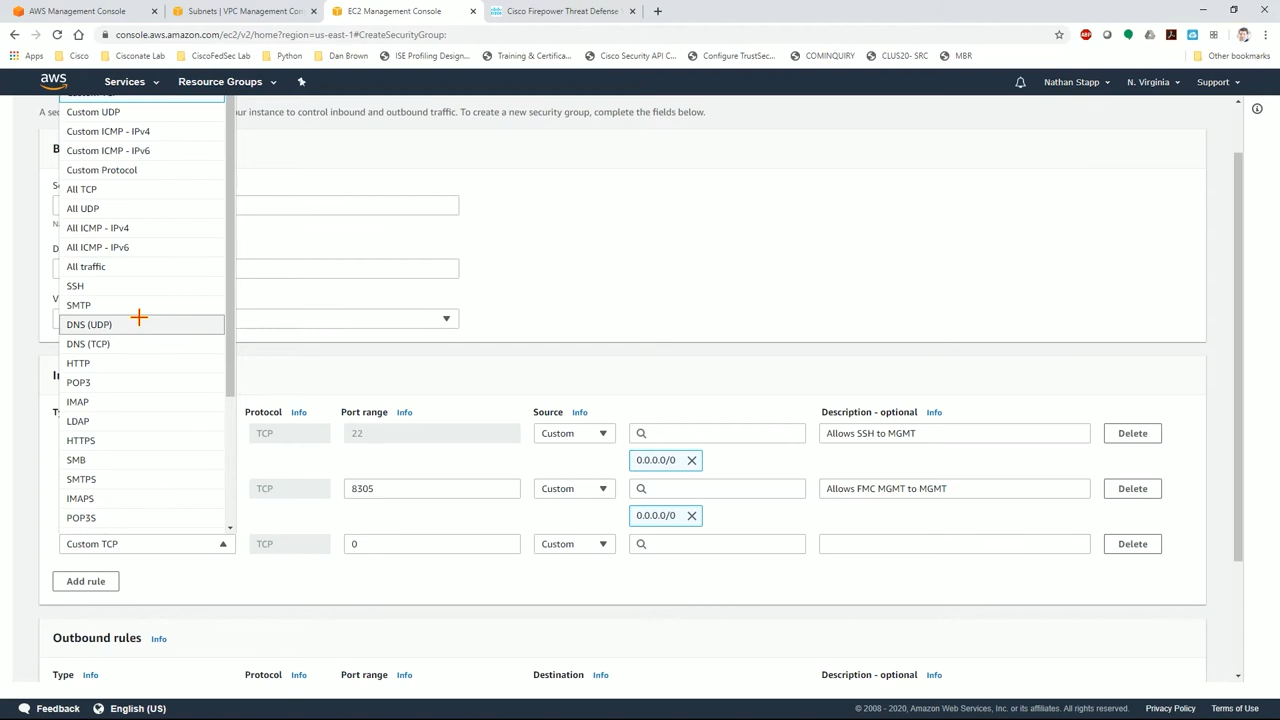 AWS Management Console
Subnets | VPC Management Con
EC2 Management Console
Cisco Firepower Threat Defense V
console.aws.amazon.com/ec2/v2/home?region=us-east-1#CreateSecurityGroup:
Apps
Cisco
Cisconate Lab
CiscoFedSec Lab
Python
Dan Brown
ISE Profiling Design...
Training & Certifica...
Cisco Security API C...
Configure TrustSec...
COMINQUIRY
CLUS20- SRC
MBR
Other bookmarks
aws
Services
Resource Groups
Nathan Stapp
N. Virginia
Support
A sec
our instance to control inbound and outbound traffic. To create a new security group, complete the fields below.
Custom UDP
Custom ICMP - IPv4
Custom ICMP - IPv6
Custom Protocol
All TCP
All UDP
All ICMP - IPv4
All ICMP - IPv6
All traffic
SSH
SMTP
DNS (UDP)
DNS (TCP)
HTTP
POP3
IMAP
LDAP
HTTPS
SMB
SMTPS
IMAPS
POP3S
Protocol Info
Port range Info
Source Info
Description - optional Info
TCP
22
Custom
Allows SSH to MGMT
Delete
0.0.0.0/0
TCP
8305
Custom
Allows FMC MGMT to MGMT
Delete
0.0.0.0/0
Custom TCP
TCP
0
Custom
Delete
Add rule
Outbound rules Info
Type Info
Protocol Info
Port range Info
Destination Info
Description - optional Info
Feedback
English (US)
© 2008 - 2020, Amazon Web Services, Inc. or its affiliates. All rights reserved.
Privacy Policy
Terms of Use